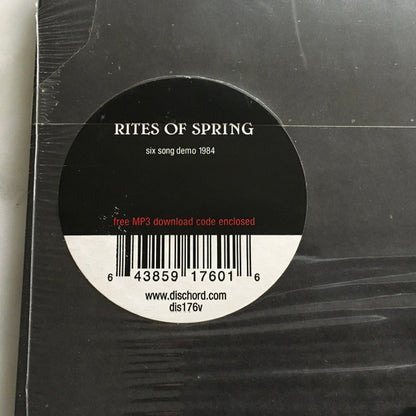 RITES OF SPRING
six song demo 1984
free MP3 download code enclosed
6 43859 17601 6
www.dischord.com
dis176v